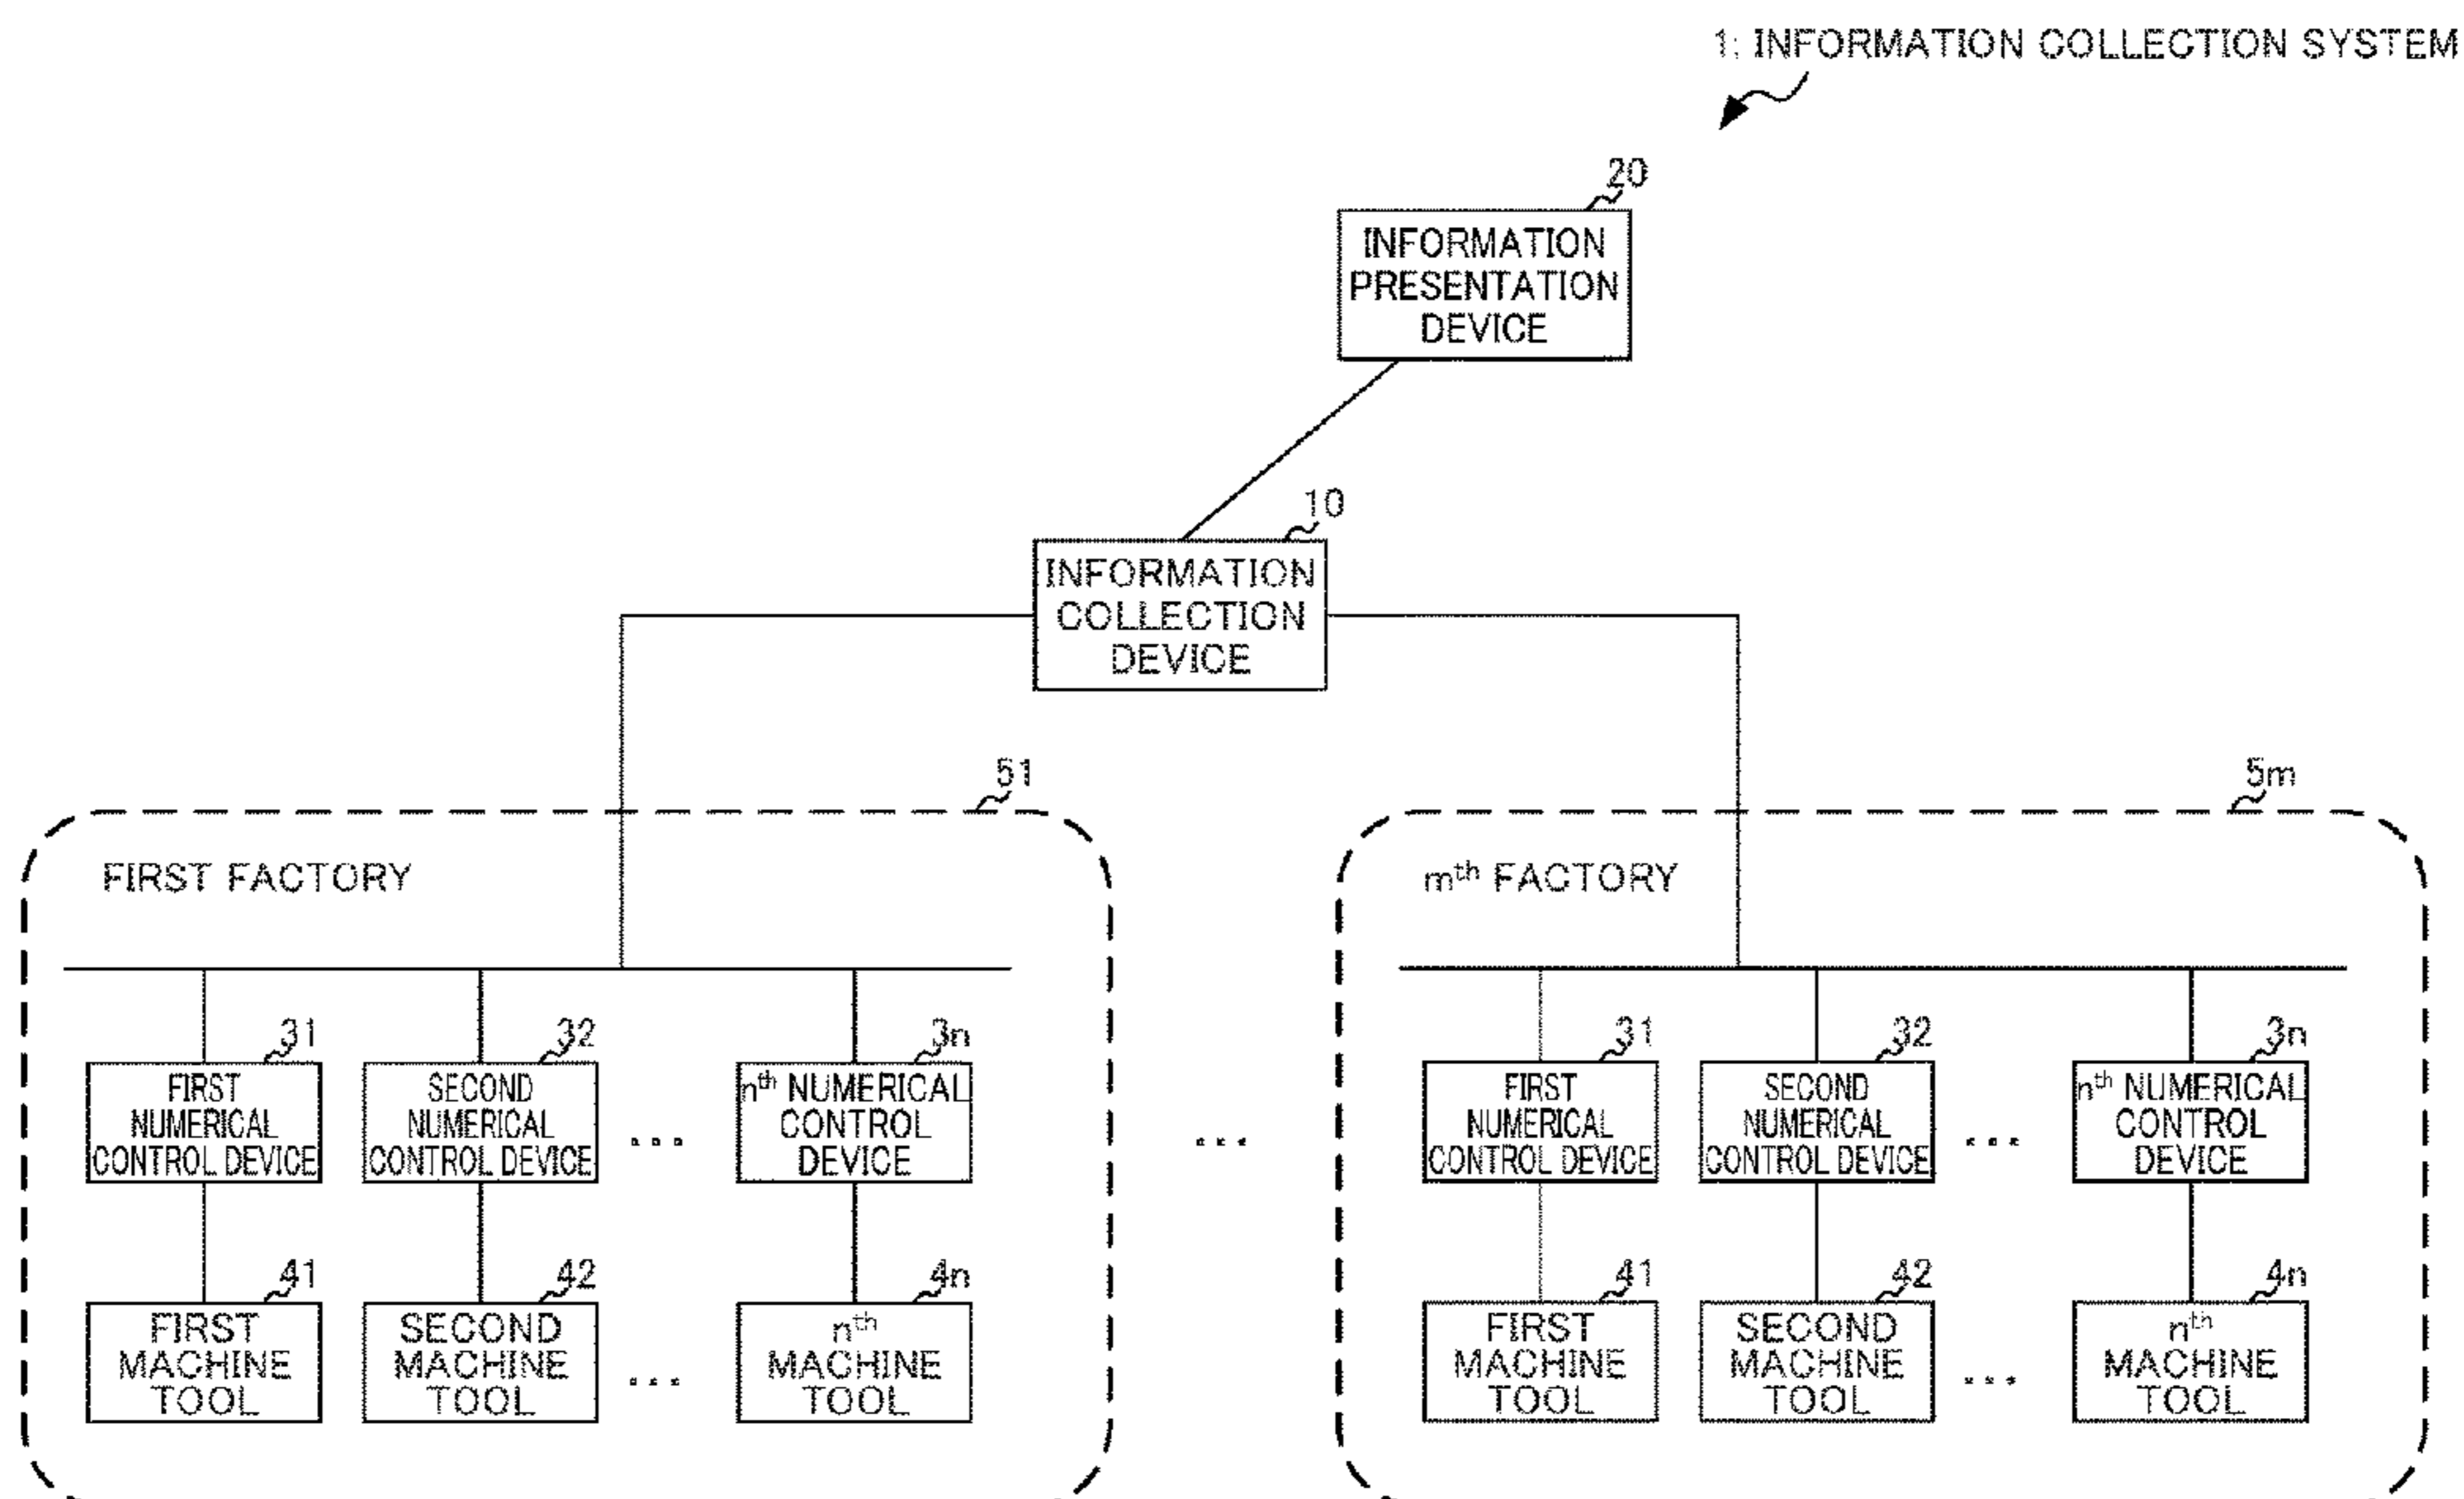 1; INFORMATION COLLECTION SYSTEM
20
INFORMATION
PRESENTATION
DEVICE
10
INFORMATION
COLLECTION
DEVICE
51
FIRST FACTORY
31
FIRST
NUMERICAL
CONTROL DEVICE
32
SECOND
NUMERICAL
CONTROL DEVICE
...
3n
nth NUMERICAL
CONTROL
DEVICE
41
FIRST
MACHINE
TOOL
42
SECOND
MACHINE
TOOL
...
4n
nth
MACHINE
TOOL
...
5m
mth FACTORY
31
FIRST
NUMERICAL
CONTROL DEVICE
32
SECOND
NUMERICAL
CONTROL DEVICE
...
3n
nth NUMERICAL
CONTROL
DEVICE
41
FIRST
MACHINE
TOOL
42
SECOND
MACHINE
TOOL
...
4n
nth
MACHINE
TOOL